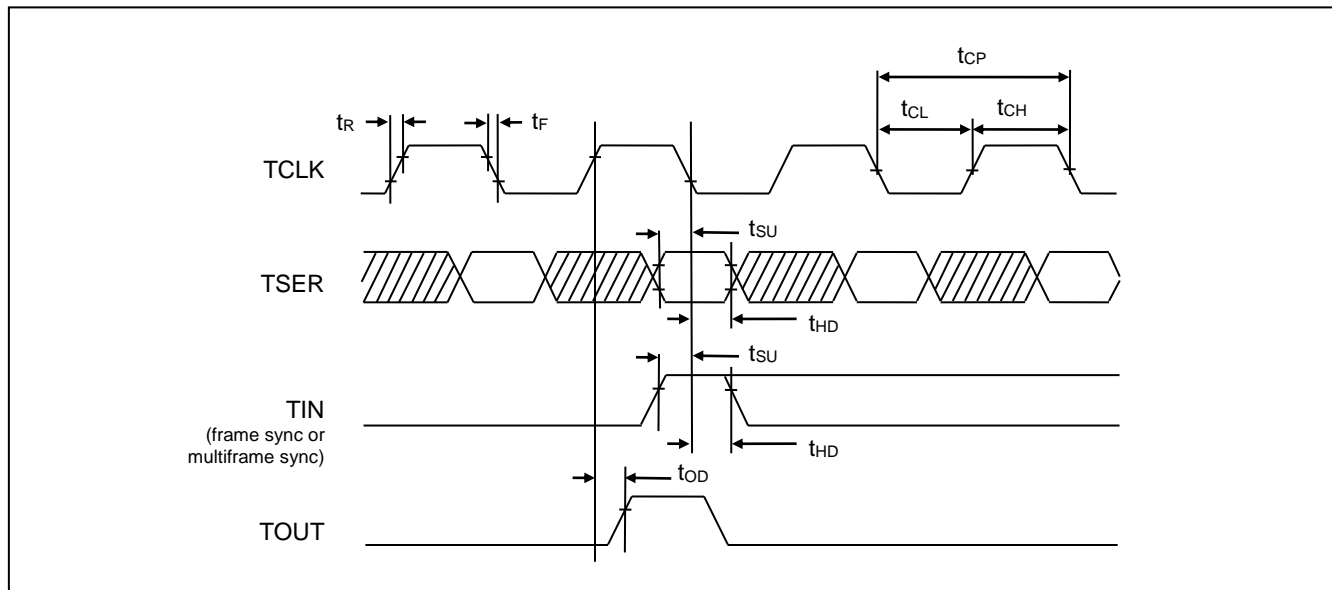 tCP
tCL tCH
tR tF
TCLK
tSU
TSER
tHD
tSU
TIN
(frame sync or
multiframe sync)
tHD
tOD
TOUT